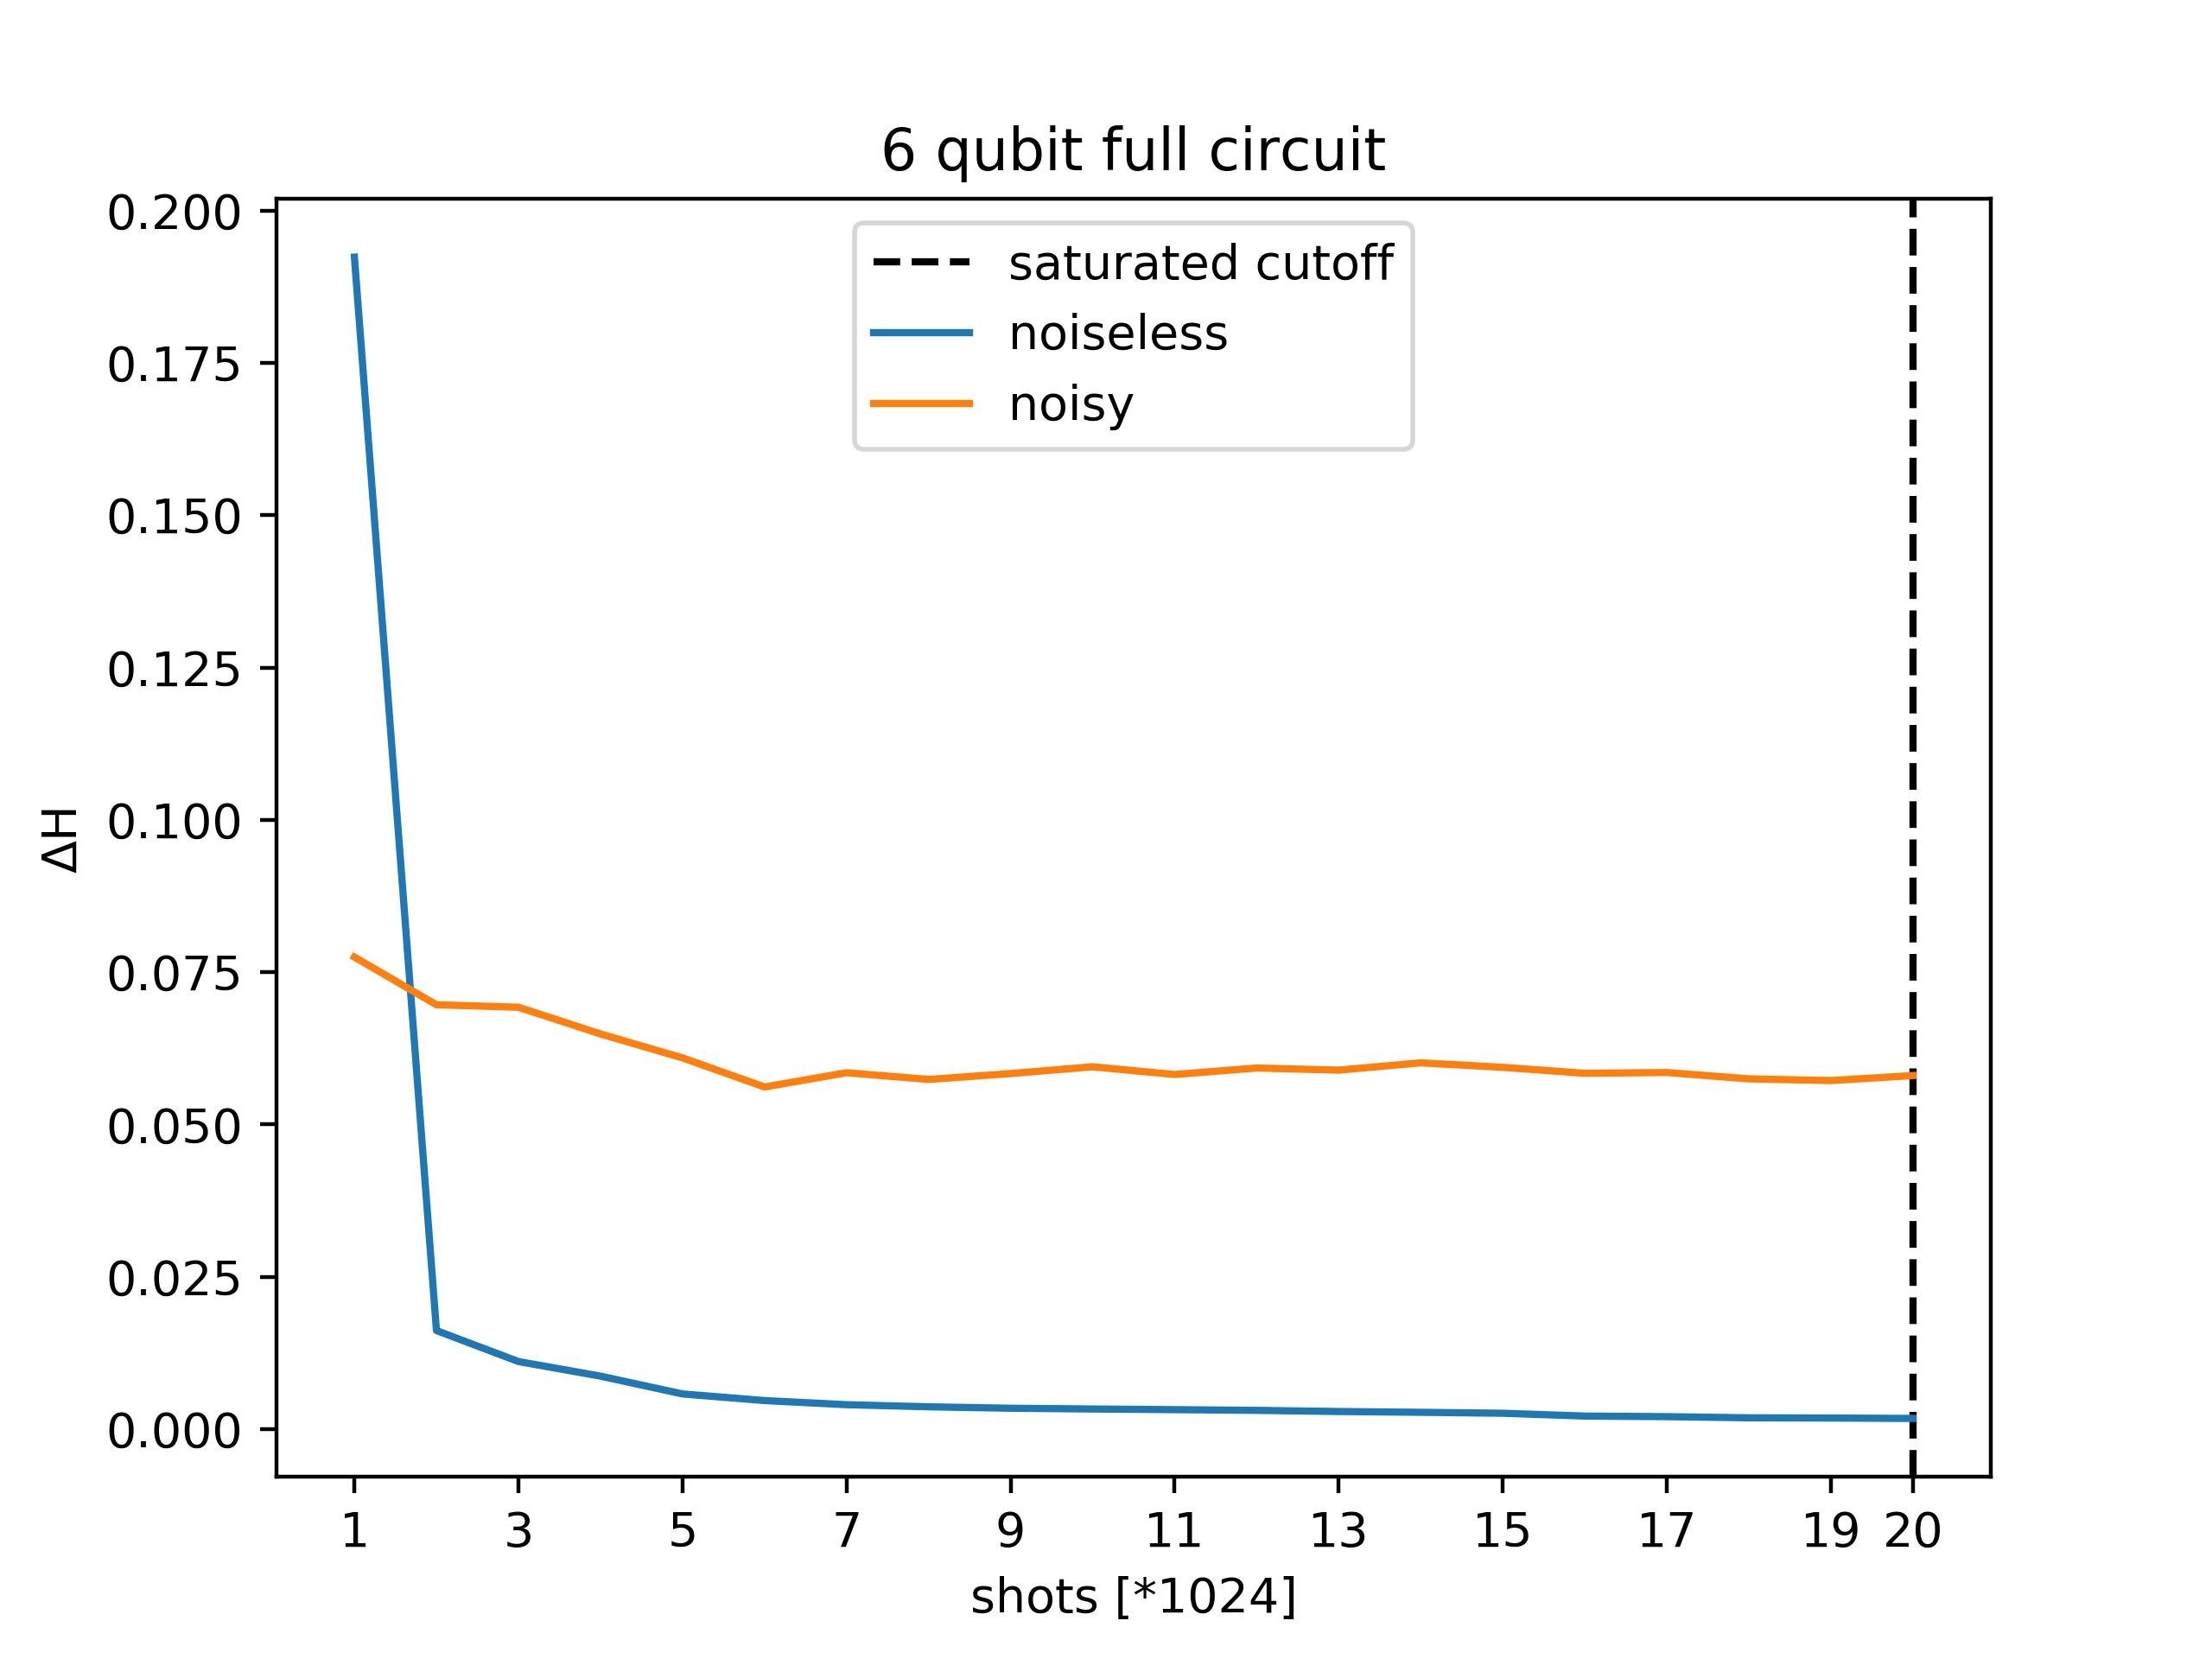 6 qubit full circuit
saturated cutoff
noiseless
noisy
0.200
0.175
0.150
0.125
0.100
0.075
0.050
0.025
0.000
ΔH
1 3 5 7 9 11 13 15 17 19 20
shots [*1024]